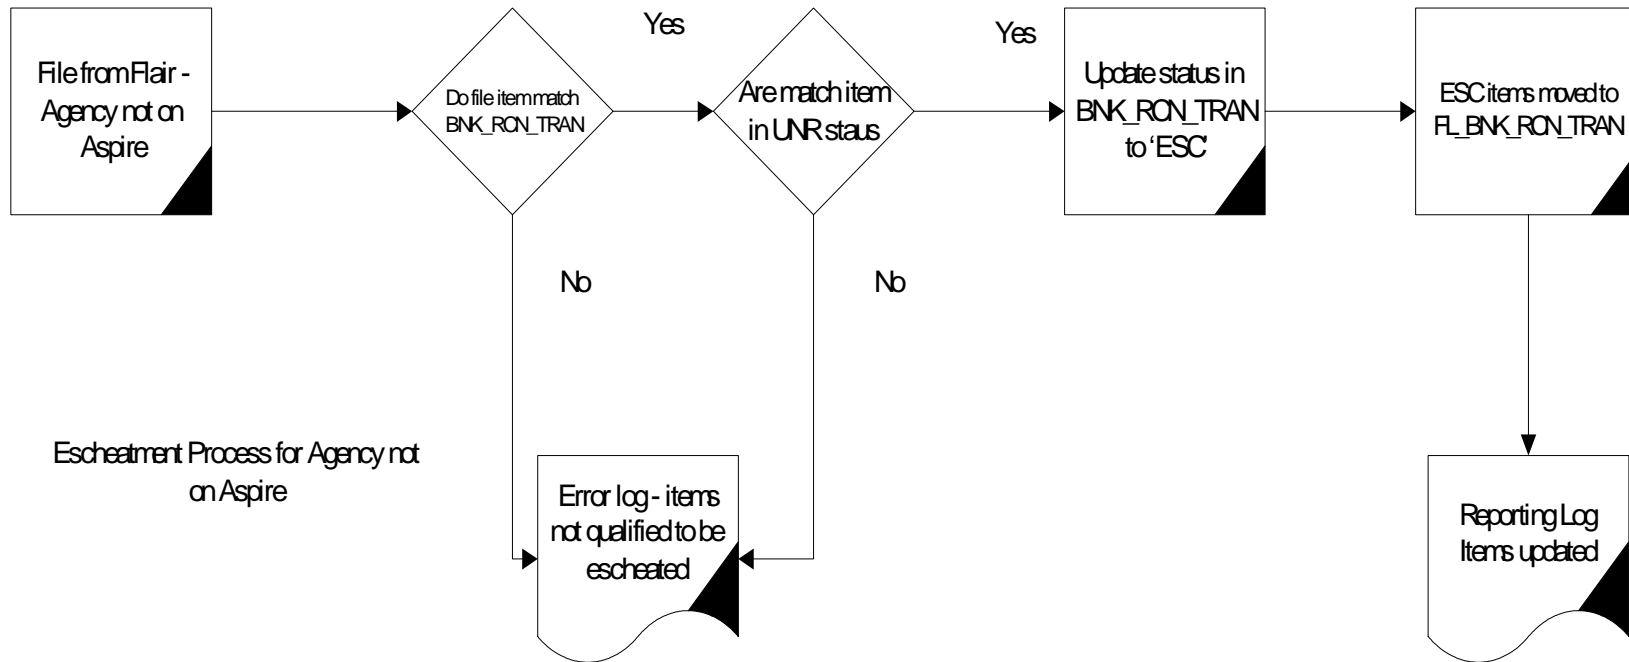 File from Flair -
Agency not on
Aspire
Do file item match
BNK_RCN_TRAN
Yes
Are match item
in UNR staus
Yes
Update status in
BNK_RCN_TRAN
to ‘ESC’
ESC items moved to
FL_BNK_RCN_TRAN
No
No
Escheatment Process for Agency not
on Aspire
Error log - items
not qualified to be
escheated
Reporting Log
Items updated